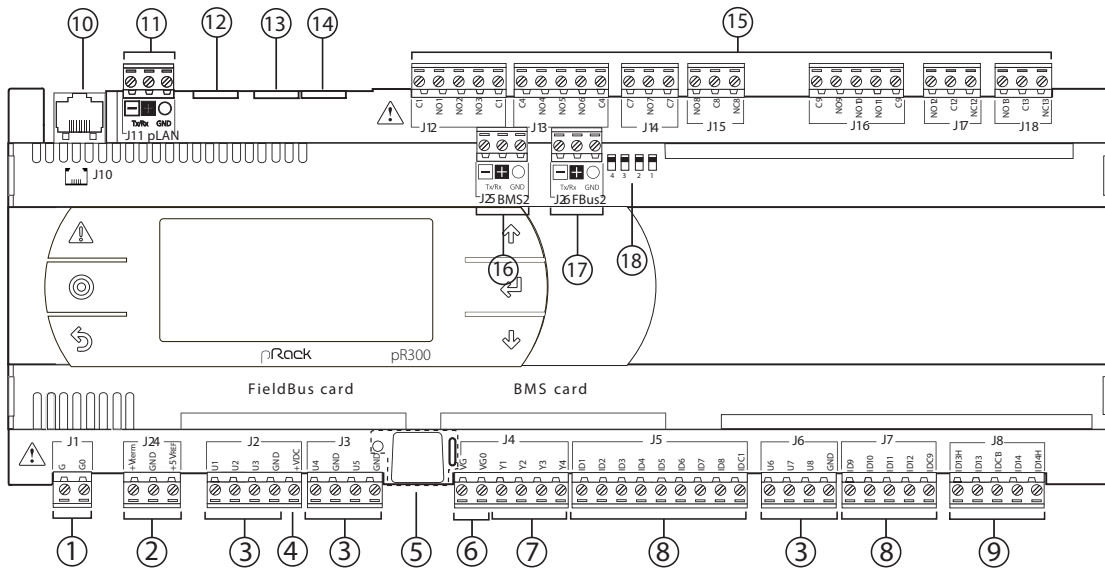 10 11 12 13 14 15
C1 NO1 NO2 NO3 C1 C4 NO4 NO5 NO6 C4 C7 NO7 C7 NO8 C8 NC8 C9 NO9 NO10 NO11 C9 NO12 C12 NC12 NO13 C13 NC13
Tx/Rx GND
J11 pLAN J12 J13 J14 J15 J16 J17 J18
J10
4 3 2 1
Tx/Rx GND Tx/Rx GND
J25 BMS2 J26 FBus2
16 17 18
pRack pR300
FieldBus card BMS card
J1 J24 J2 J3 J4 J5 J6 J7 J8
G G0 +Vterm GND +5VREF U1 U2 U3 GND +VDC U4 GND U5 GND VG VG0 Y1 Y2 Y3 Y4 ID1 ID2 ID3 ID4 ID5 ID6 ID7 ID8 IDC1 U6 U7 U8 GND ID9 ID10 ID11 ID12 IDC9 ID13H ID13 IDC13 ID14 ID14H
1 2 3 4 3 5 6 7 8 3 8 9